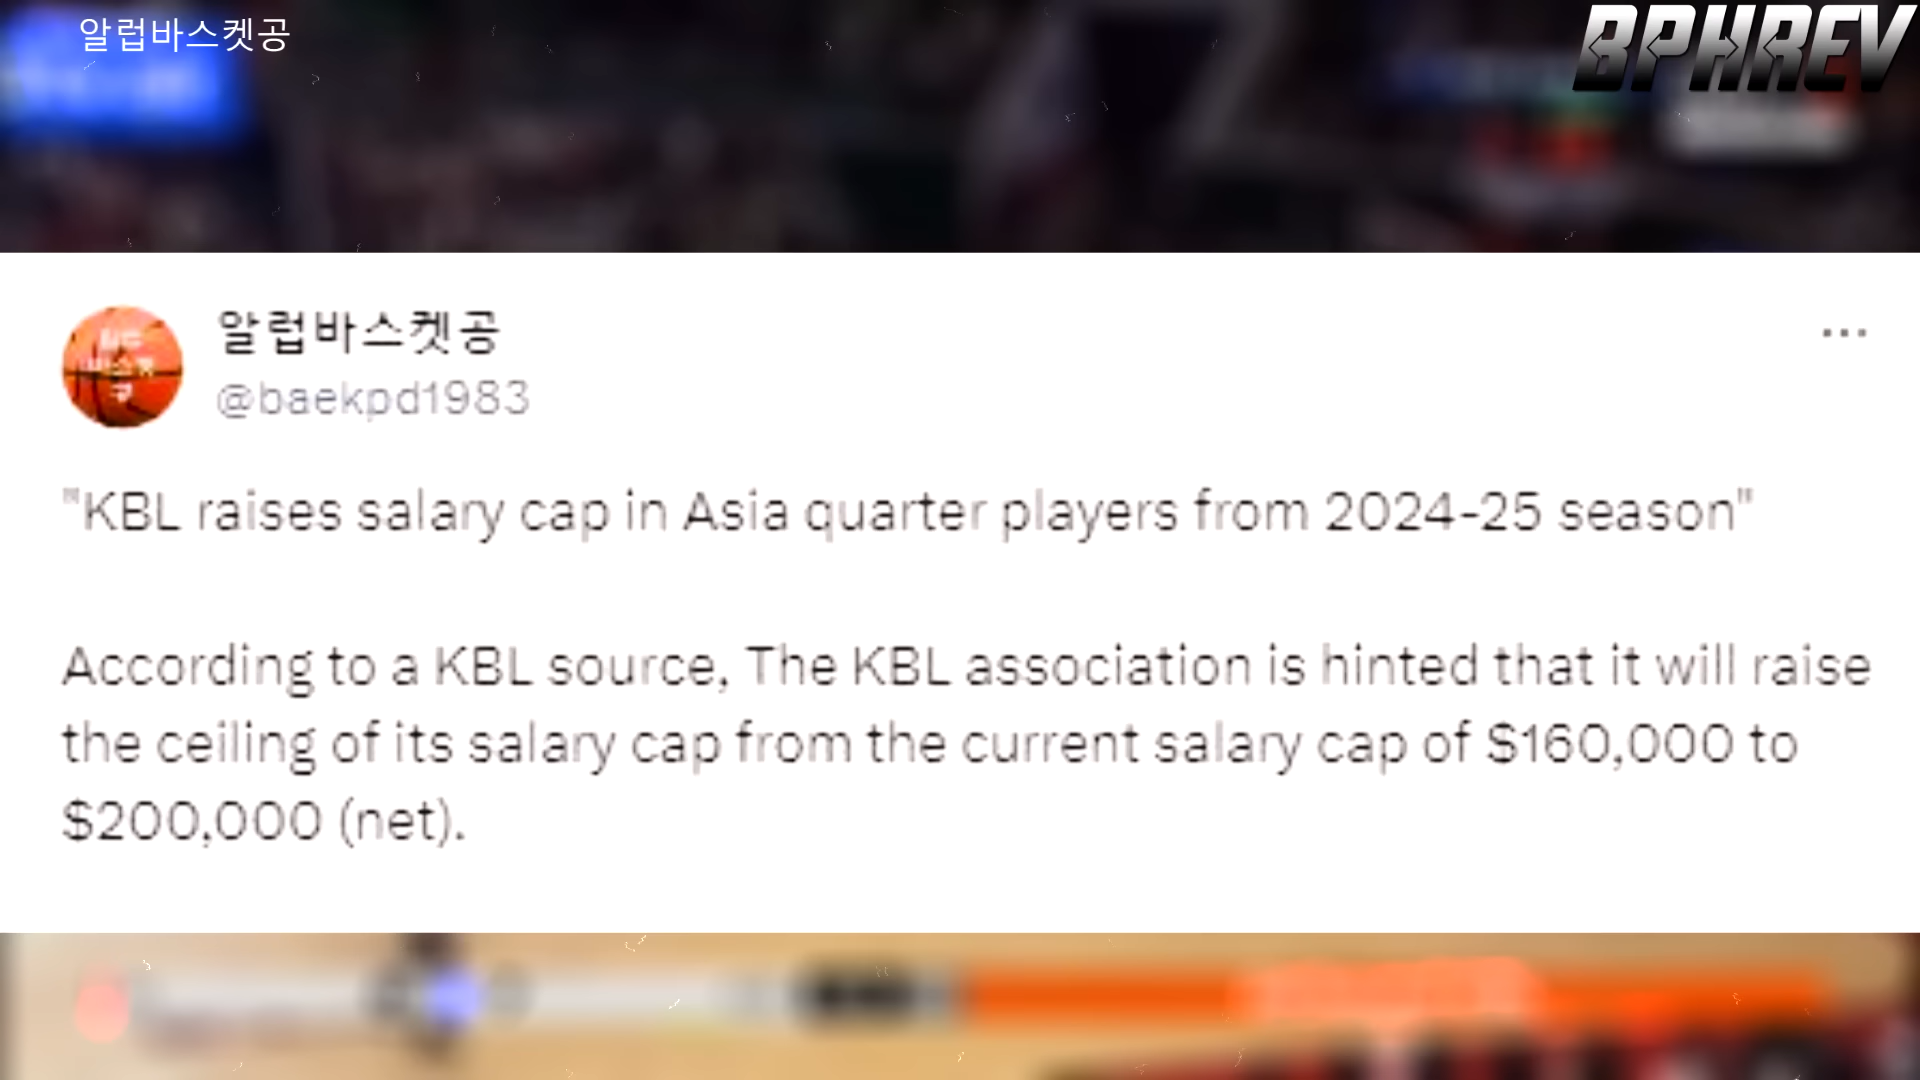 알럽바스켓공
BPHREV
알럽바스켓공
@baekpd1983
"KBL raises salary cap in Asia quarter players from 2024-25 season"
According to a KBL source, The KBL association is hinted that it will raise
the ceiling of its salary cap from the current salary cap of $160,000 to
$200,000 (net).